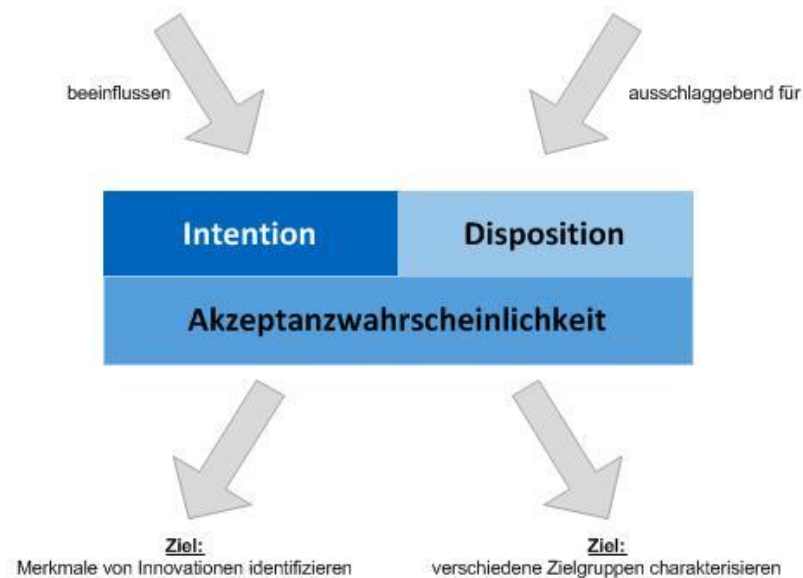 beeinflussen
ausschlaggebend für
Intention
Disposition
Akzeptanzwahrscheinlichkeit
Ziel:
Merkmale von Innovationen identifizieren
Ziel:
verschiedene Zielgruppen charakterisieren